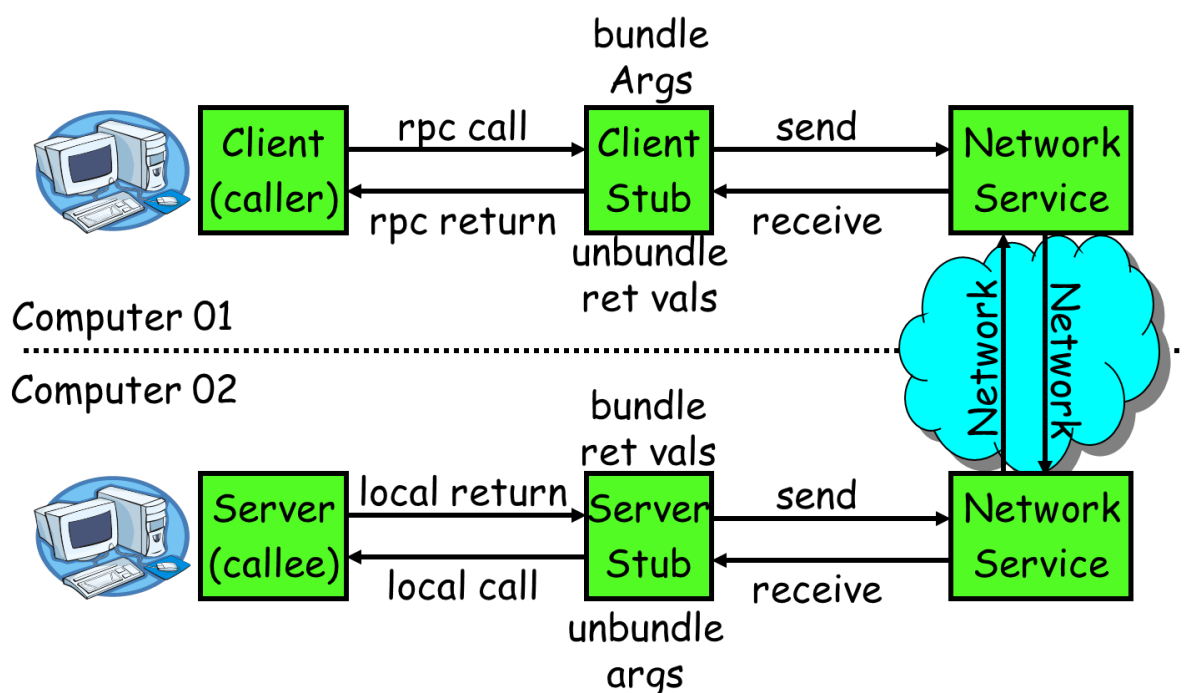 bundle
Args
Client
(caller)
rpc call
rpc return
Client
Stub
send
receive
Network
Service
unbundle
ret vals
Computer 01
Network
Network
Computer 02
bundle
ret vals
Server
(callee)
local return
local call
Server
Stub
send
receive
Network
Service
unbundle
args